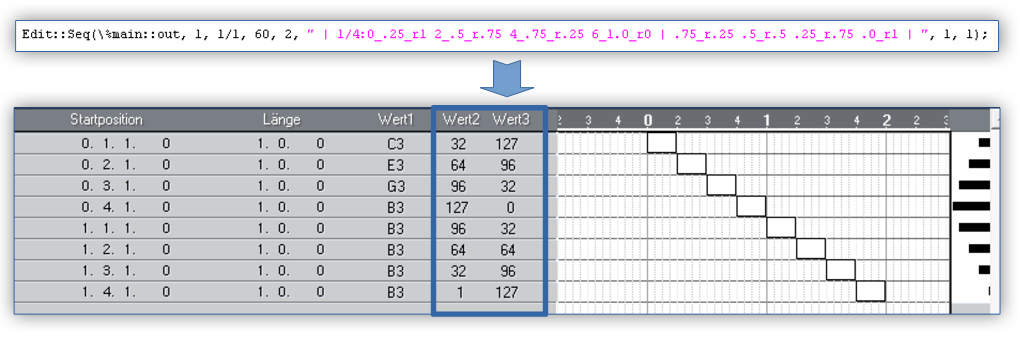 Edit::Seq(\%main::out, 1, 1/1, 60, 2, " | 1/4:0_.25_r1 2_.5_r.75 4_.75_r.25 6_1.0_r0 | .75_r.25 .5_r.5 .25_r.75 .0_r1 | ", 1, 1);
Startposition Länge Wert1 Wert2 Wert3 2 3 4 0 2 3 4 1 2 3 4 2 2 3
0. 1. 1. 0 1. 0. 0 C3 32 127
0. 2. 1. 0 1. 0. 0 E3 64 96
0. 3. 1. 0 1. 0. 0 G3 96 32
0. 4. 1. 0 1. 0. 0 B3 127 0
1. 1. 1. 0 1. 0. 0 B3 96 32
1. 2. 1. 0 1. 0. 0 B3 64 64
1. 3. 1. 0 1. 0. 0 B3 32 96
1. 4. 1. 0 1. 0. 0 B3 1 127